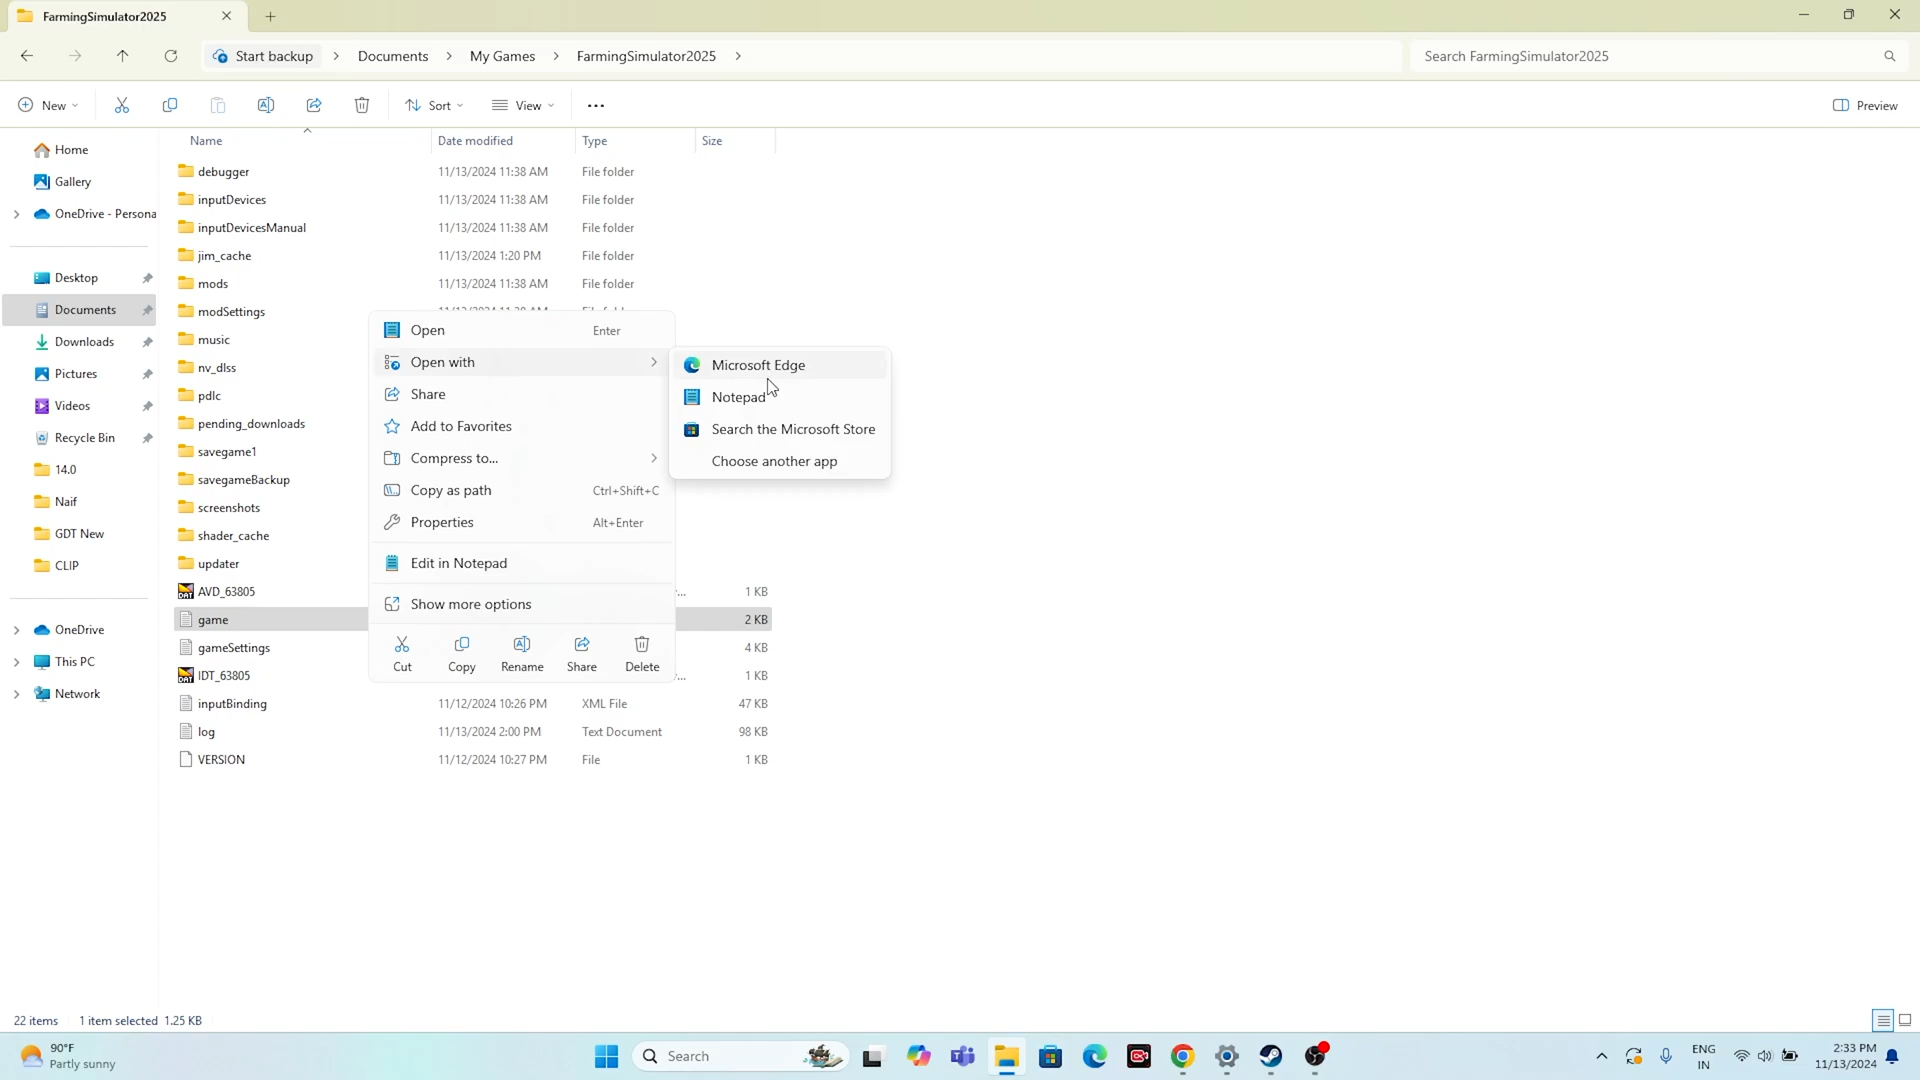 FarmingSimulator2025
Start backup
Documents
My Games
FarmingSimulator2025
Search FarmingSimulator2025
New
Sort
View
Preview
Name
Date modified
Type
Size
Home
Gallery
OneDrive - Persona
Desktop
Documents
Downloads
Pictures
Videos
Recycle Bin
14.0
Naif
GDT New
CLIP
OneDrive
This PC
Network
debugger 11/13/2024 11:38 AM File folder
inputDevices 11/13/2024 11:38 AM File folder
inputDevicesManual 11/13/2024 11:38 AM File folder
jim_cache 11/13/2024 1:20 PM File folder
mods 11/13/2024 11:38 AM File folder
modSettings
music
nv_dlss
pdlc
pending_downloads
savegame1
savegameBackup
screenshots
shader_cache
updater
AVD_63805 1 KB
game 2 KB
gameSettings 4 KB
IDT_63805 1 KB
inputBinding 11/12/2024 10:26 PM XML File 47 KB
log 11/13/2024 2:00 PM Text Document 98 KB
VERSION 11/12/2024 10:27 PM File 1 KB
Open Enter
Open with
Share
Add to Favorites
Compress to...
Copy as path Ctrl+Shift+C
Properties Alt+Enter
Edit in Notepad
Show more options
Cut
Copy
Rename
Share
Delete
Microsoft Edge
Notepad
Search the Microsoft Store
Choose another app
22 items
1 item selected 1.25 KB
90°F
Partly sunny
Search
ENG
IN
2:33 PM
11/13/2024